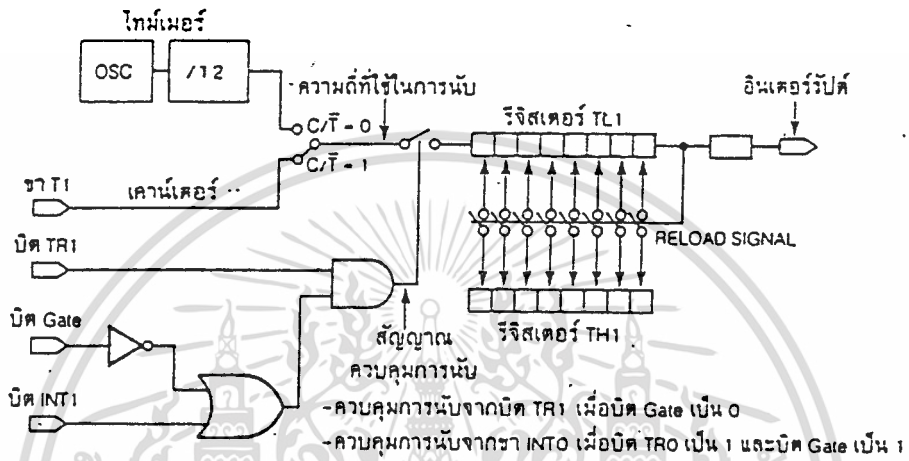 ไทม์เมอร์
OSC
/12
ความถี่ที่ใช้ในการนับ
อินเตอร์รัปต์
C/T̅ = 0
รีจิสเตอร์ TL1
C/T̅ = 1
ขา T1
เคาน์เตอร์
บิต TR1
RELOAD SIGNAL
บิต Gate
สัญญาณ
ควบคุมการนับ
รีจิสเตอร์ TH1
บิต INT1
-ควบคุมการนับจากบิต TR1 เมื่อบิต Gate เป็น 0
-ควบคุมการนับจากขา INTO เมื่อบิต TRO เป็น 1 และบิต Gate เป็น 1